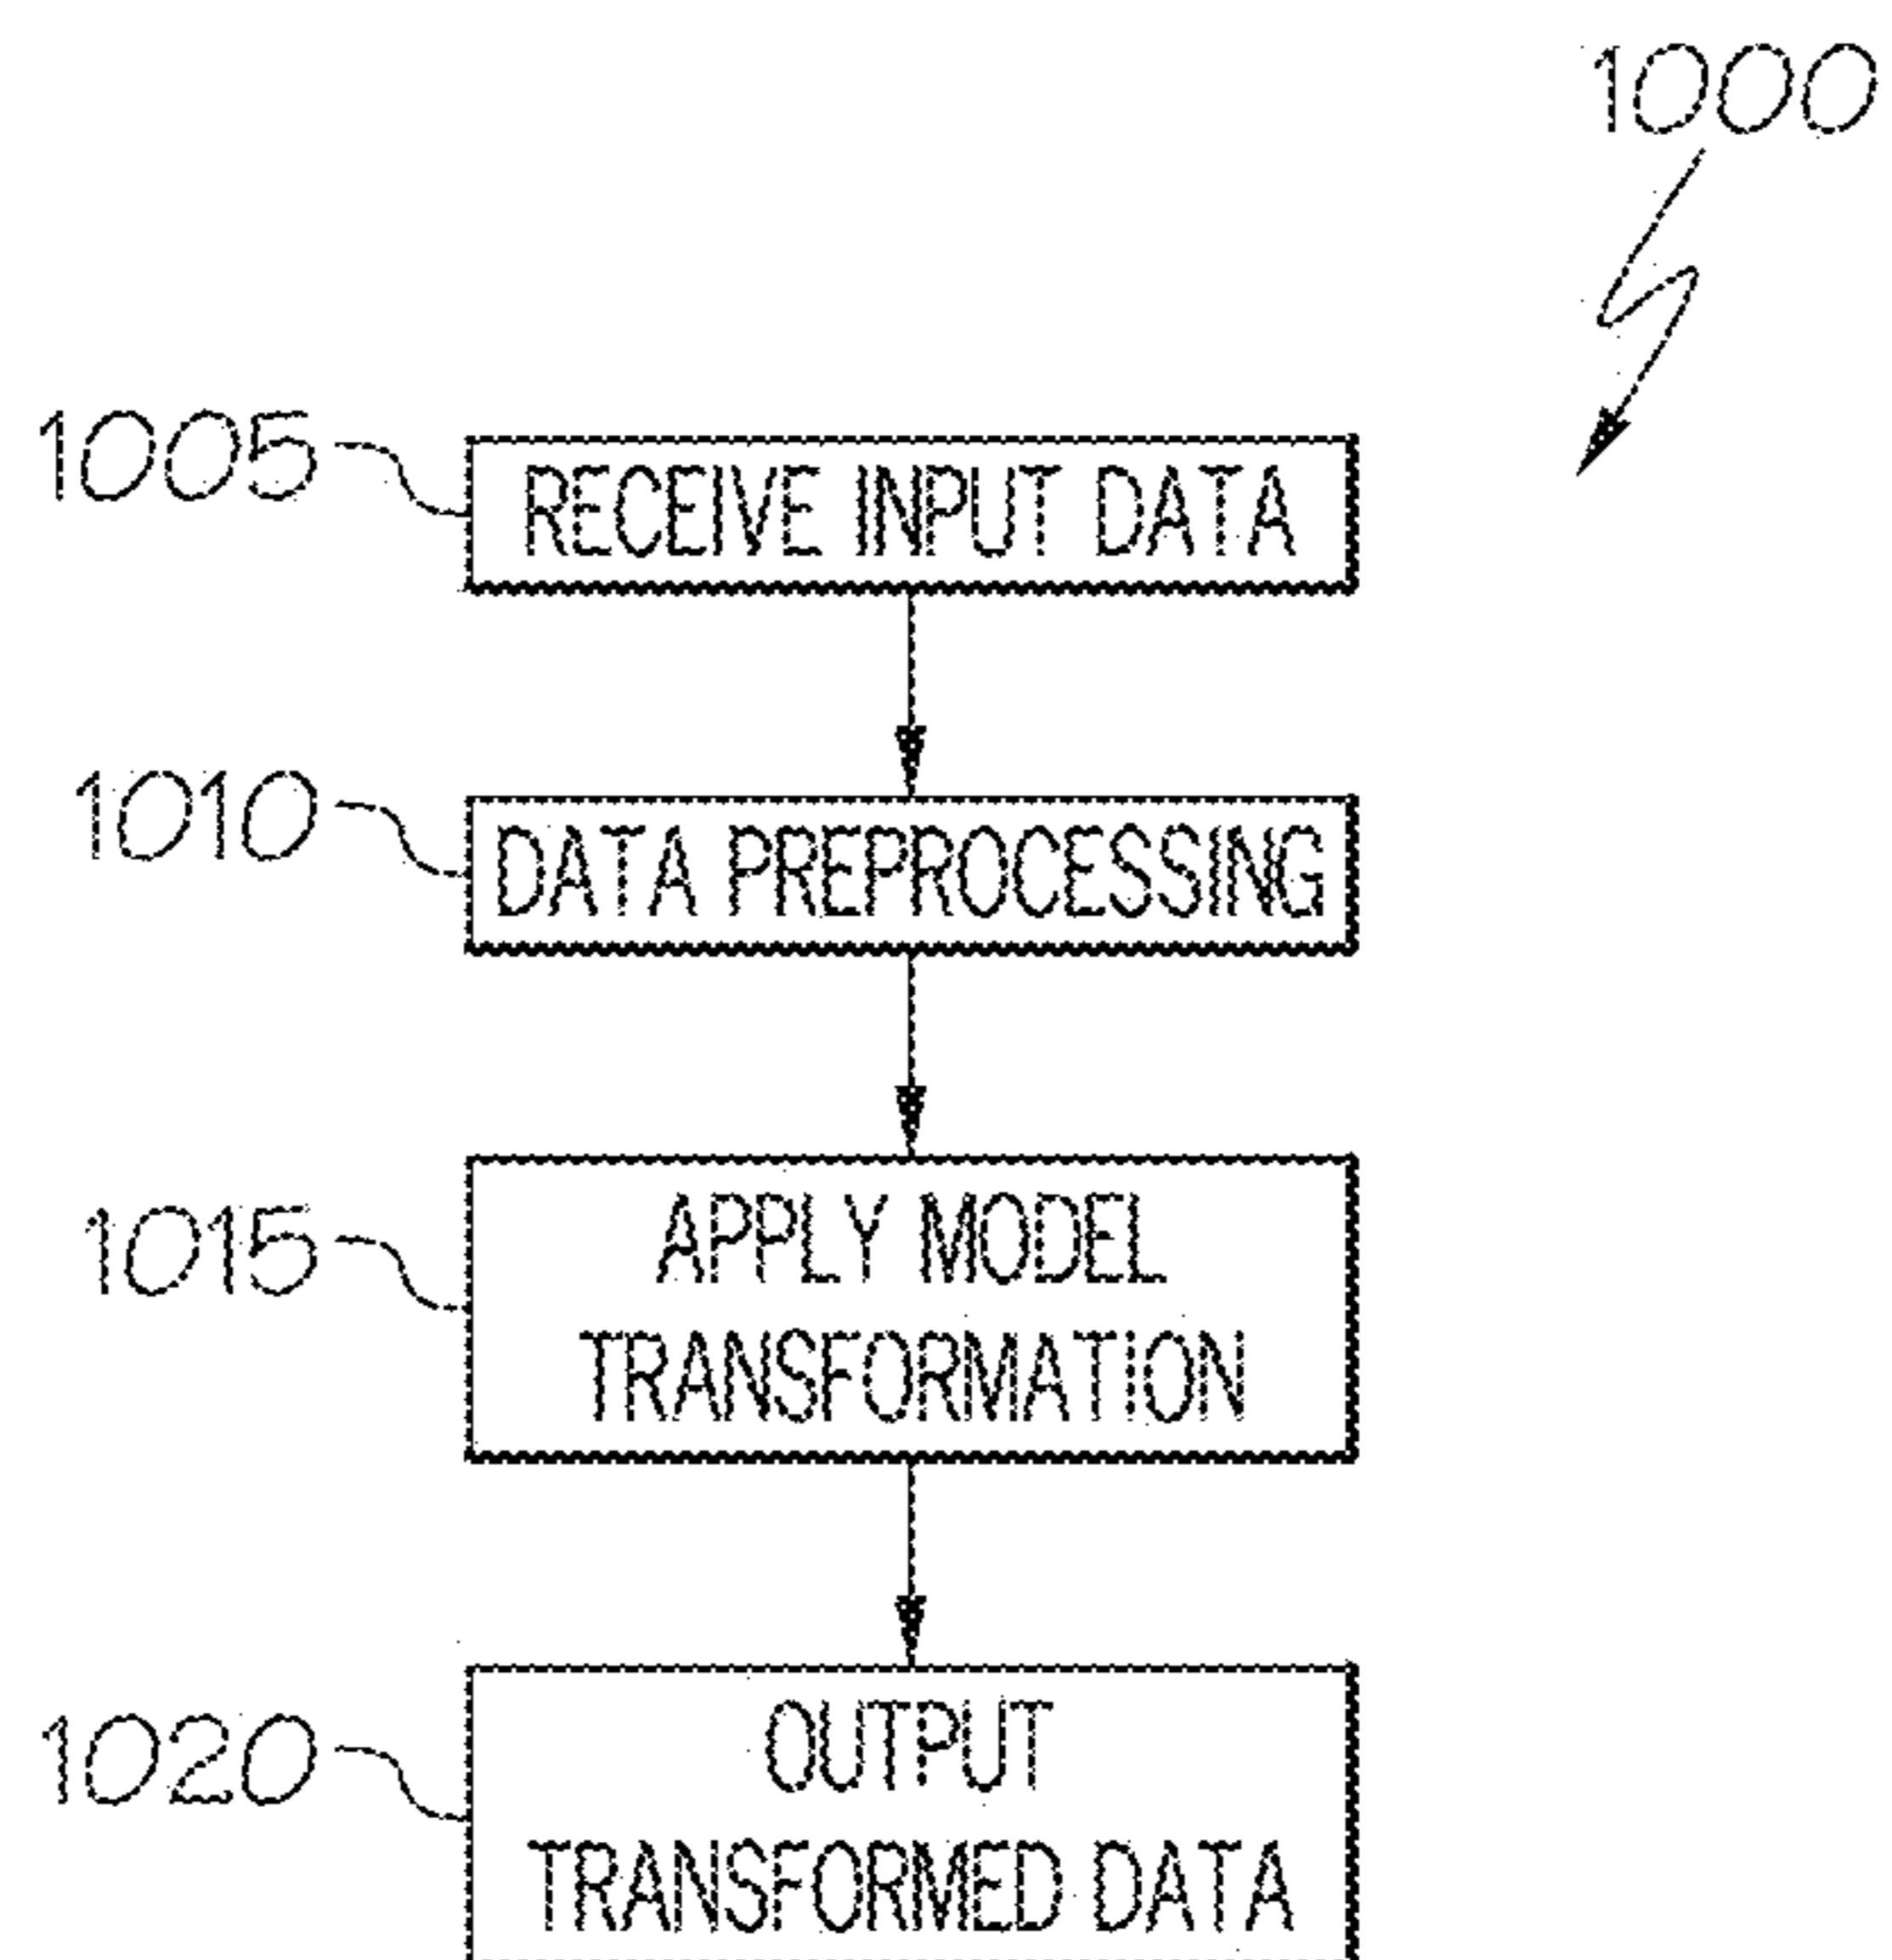 1000
1005
RECEIVE INPUT DATA
1010
DATA PREPROCESSING
1015
APPLY MODEL
TRANSFORMATION
1020
OUTPUT
TRANSFORMED DATA